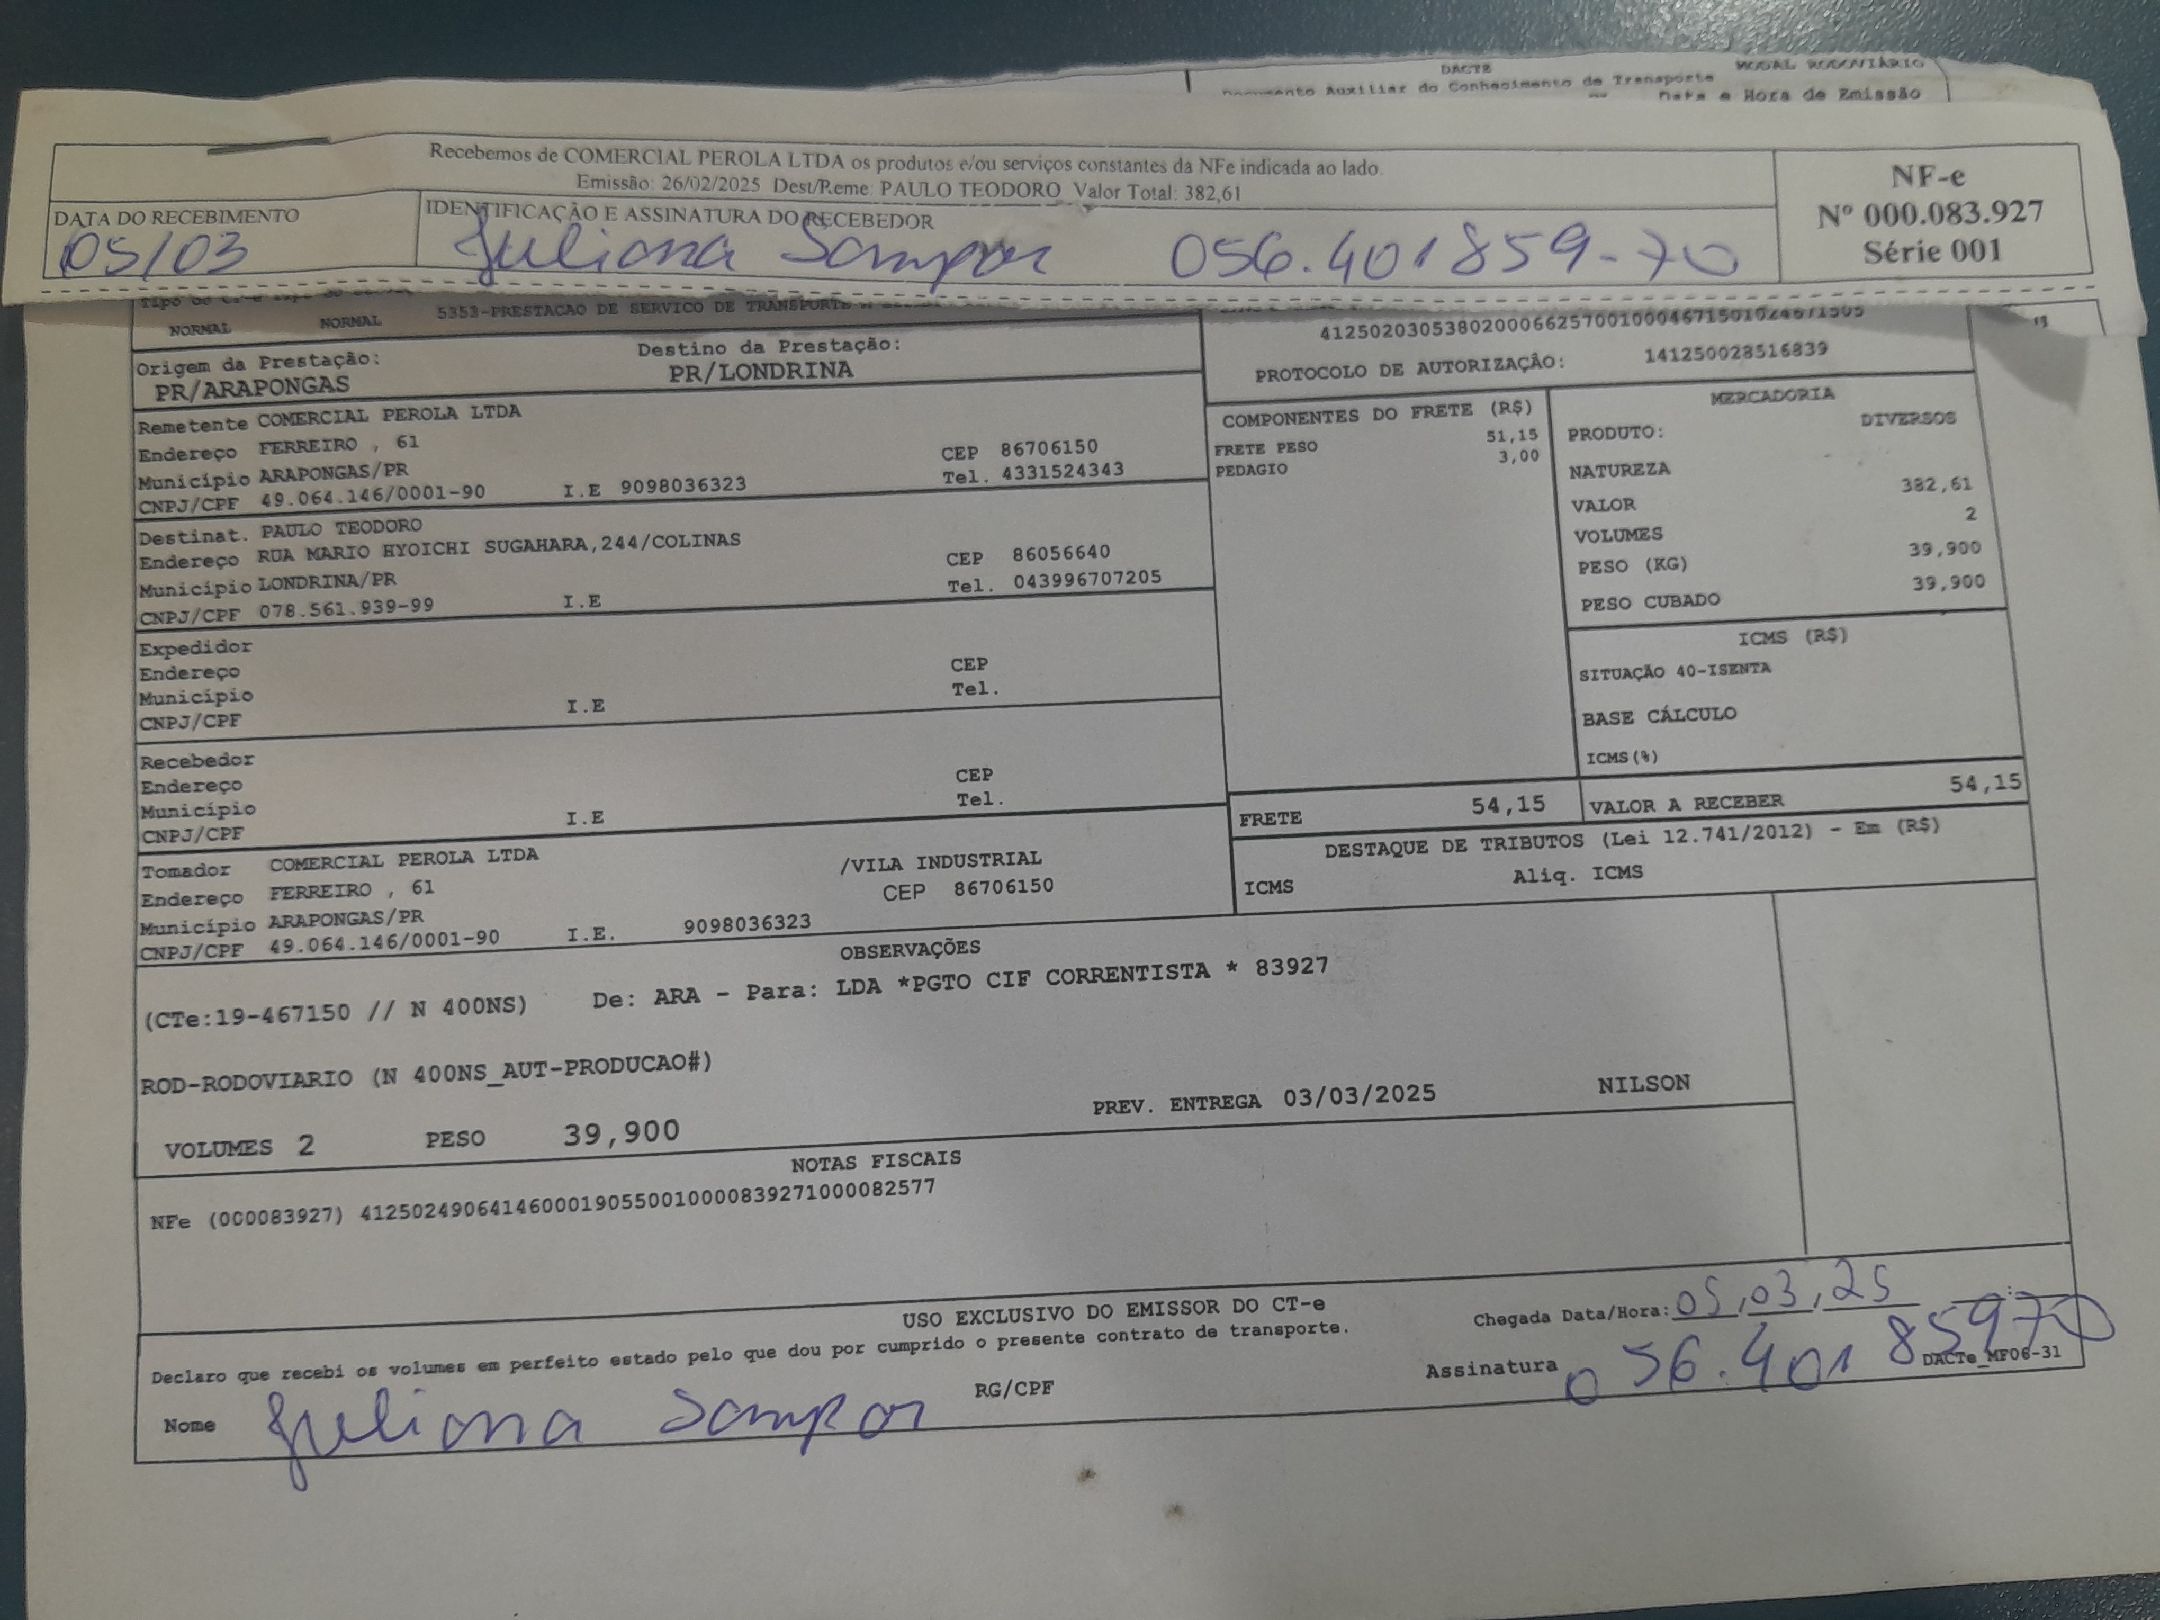 DACTE
MODAL RODOVIÁRIO
Documento Auxiliar do Conhecimento de Transporte
Data e Hora de Emissão
Recebemos de COMERCIAL PEROLA LTDA os produtos e/ou serviços constantes da NFe indicada ao lado.
Emissão: 26/02/2025 Dest/Reme: PAULO TEODORO Valor Total: 382,61
NF-e
Nº 000.083.927
Série 001
DATA DO RECEBIMENTO
05/03
IDENTIFICAÇÃO E ASSINATURA DO RECEBEDOR
Juliana Sampar 056.401859-70
NORMAL NORMAL 5353-PRESTACAO DE SERVICO DE TRANSPORTE
PROTOCOLO DE AUTORIZAÇÃO: 141250028516839
Origem da Prestação: Destino da Prestação:
PR/ARAPONGAS PR/LONDRINA
Remetente COMERCIAL PEROLA LTDA
Endereço FERREIRO , 61 CEP 86706150
Município ARAPONGAS/PR Tel. 4331524343
CNPJ/CPF 49.064.146/0001-90 I.E 9098036323
Destinat. PAULO TEODORO
Endereço RUA MARIO HYOICHI SUGAHARA,244/COLINAS CEP 86056640
Município LONDRINA/PR Tel. 043996707205
CNPJ/CPF 078.561.939-99 I.E
Expedidor
Endereço CEP
Município Tel.
CNPJ/CPF I.E
Recebedor
Endereço CEP
Município Tel.
CNPJ/CPF I.E
Tomador COMERCIAL PEROLA LTDA /VILA INDUSTRIAL
Endereço FERREIRO , 61 CEP 86706150
Município ARAPONGAS/PR
CNPJ/CPF 49.064.146/0001-90 I.E. 9098036323
COMPONENTES DO FRETE (R$)
FRETE PESO 51,15
PEDAGIO 3,00
MERCADORIA
PRODUTO: DIVERSOS
NATUREZA
VALOR 382,61
VOLUMES 2
PESO (KG) 39,900
PESO CUBADO 39,900
ICMS (R$)
SITUAÇÃO 40-ISENTA
BASE CÁLCULO
ICMS(%)
FRETE 54,15 VALOR A RECEBER 54,15
DESTAQUE DE TRIBUTOS (Lei 12.741/2012) - Em (R$)
ICMS Aliq. ICMS
OBSERVAÇÕES
(CTe:19-467150 // N 400NS) De: ARA - Para: LDA *PGTO CIF CORRENTISTA * 83927
ROD-RODOVIARIO (N 400NS_AUT-PRODUCAO#)
PREV. ENTREGA 03/03/2025 NILSON
VOLUMES 2 PESO 39,900
NOTAS FISCAIS
NFe (000083927) 41250249064146000190550010000839271000082577
USO EXCLUSIVO DO EMISSOR DO CT-e
Declaro que recebi os volumes em perfeito estado pelo que dou por cumprido o presente contrato de transporte.
Chegada Data/Hora: 05,03,25 :
Nome Juliana Sampar RG/CPF Assinatura 056.401 85970
DACTe_MF06-31